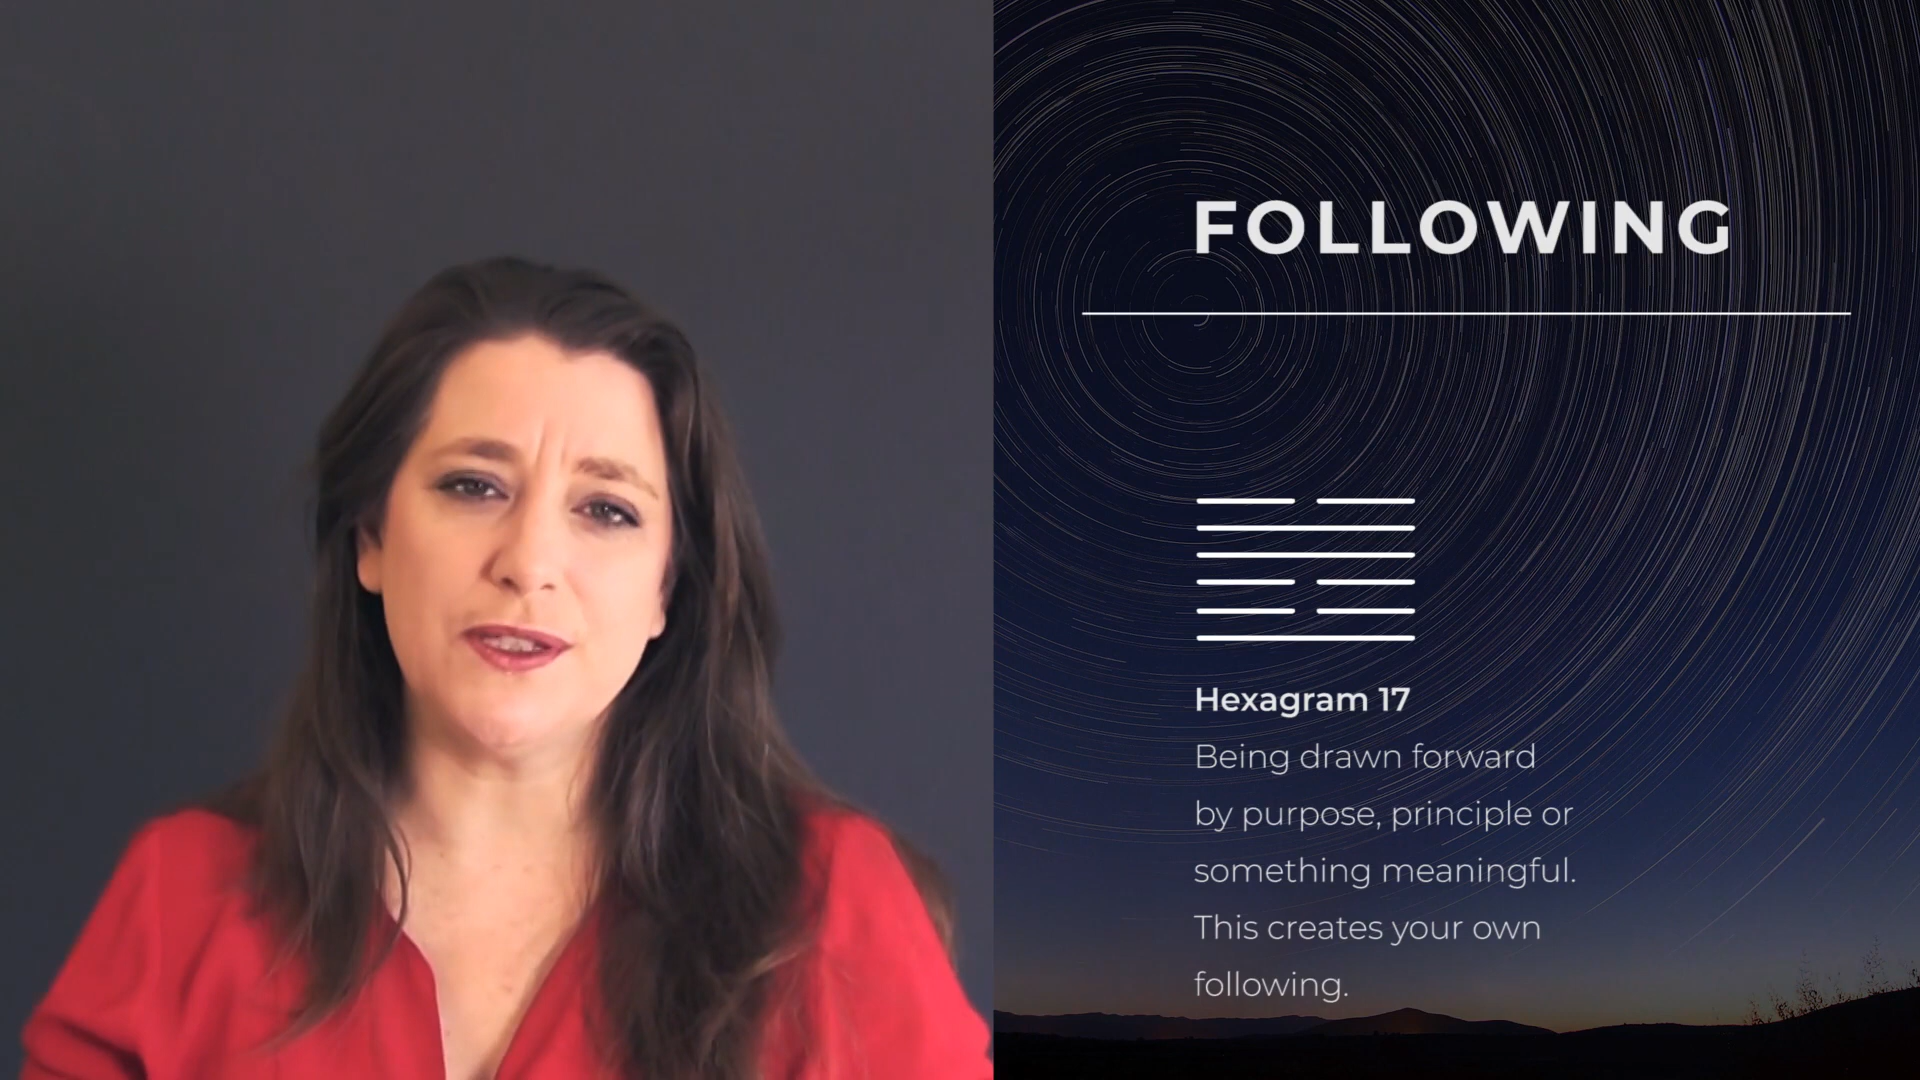 FOLLOWING
Hexagram 17
Being drawn forward
by purpose, principle or
something meaningful.
This creates your own
following.